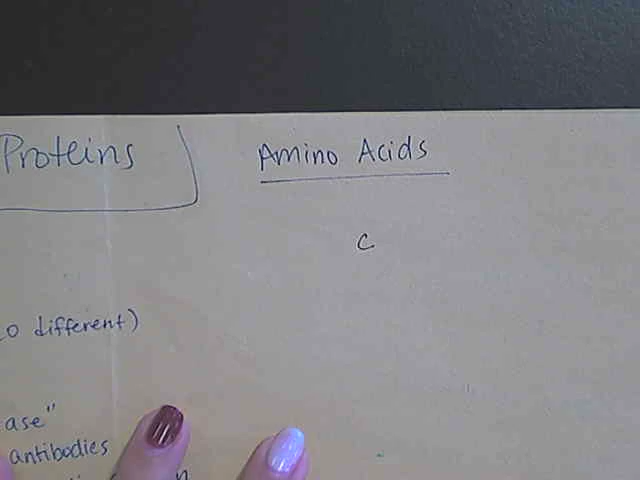 Proteins
Amino Acids
C
different)
ase"
antibodies